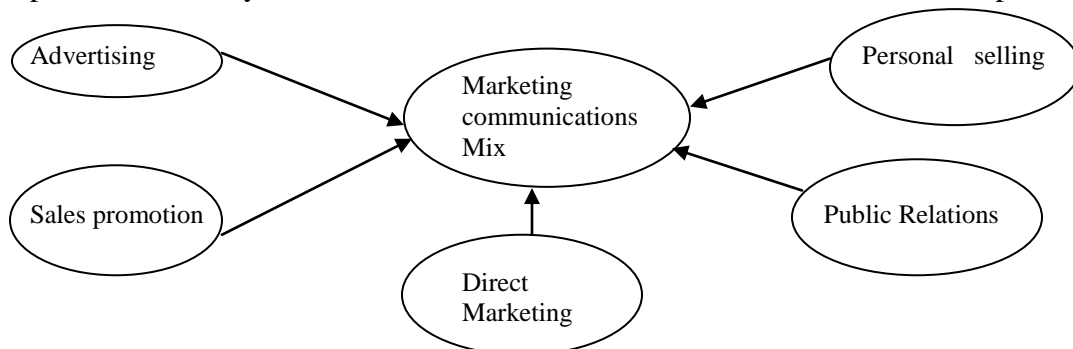 Advertising
Personal selling
Marketing
communications
Mix
Sales promotion
Public Relations
Direct
Marketing